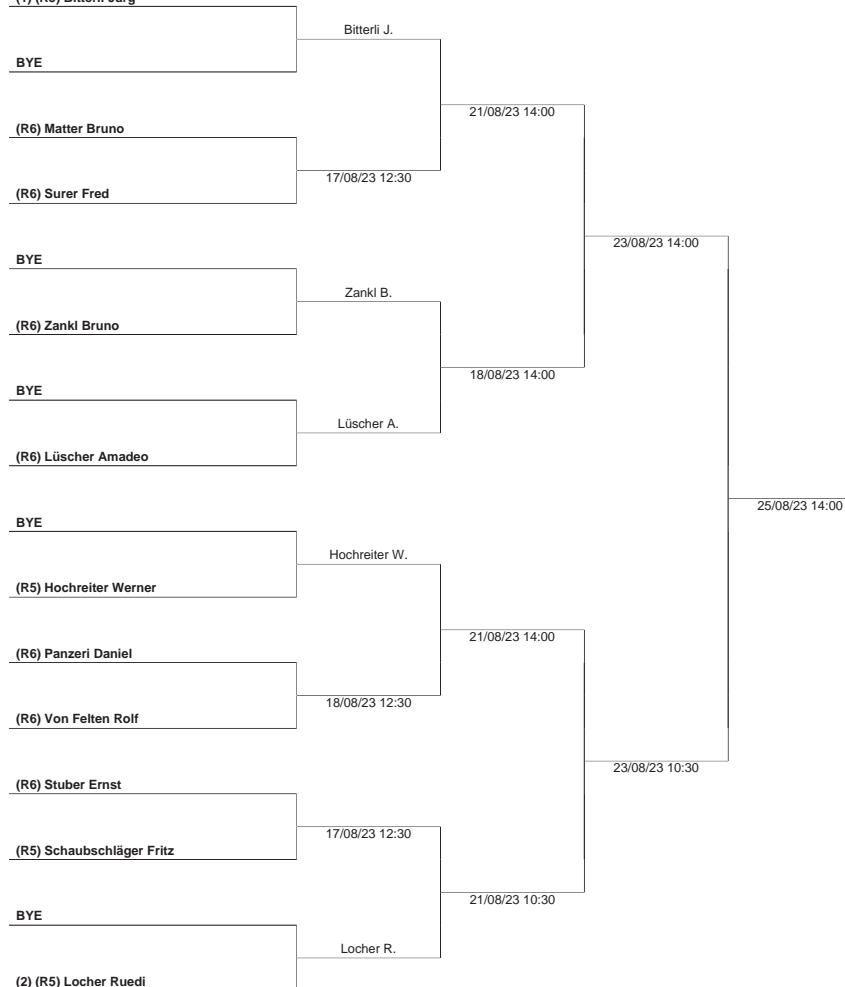 Bitterli J.
BYE
21/08/23 14:00
(R6) Matter Bruno
17/08/23 12:30
(R6) Surer Fred
23/08/23 14:00
BYE
Zankl B.
(R6) Zankl Bruno
18/08/23 14:00
BYE
Lüscher A.
(R6) Lüscher Amadeo
25/08/23 14:00
BYE
Hochreiter W.
(R5) Hochreiter Werner
21/08/23 14:00
(R6) Panzeri Daniel
18/08/23 12:30
(R6) Von Felten Rolf
23/08/23 10:30
(R6) Stuber Ernst
17/08/23 12:30
(R5) Schaubschläger Fritz
21/08/23 10:30
BYE
Locher R.
(2) (R5) Locher Ruedi